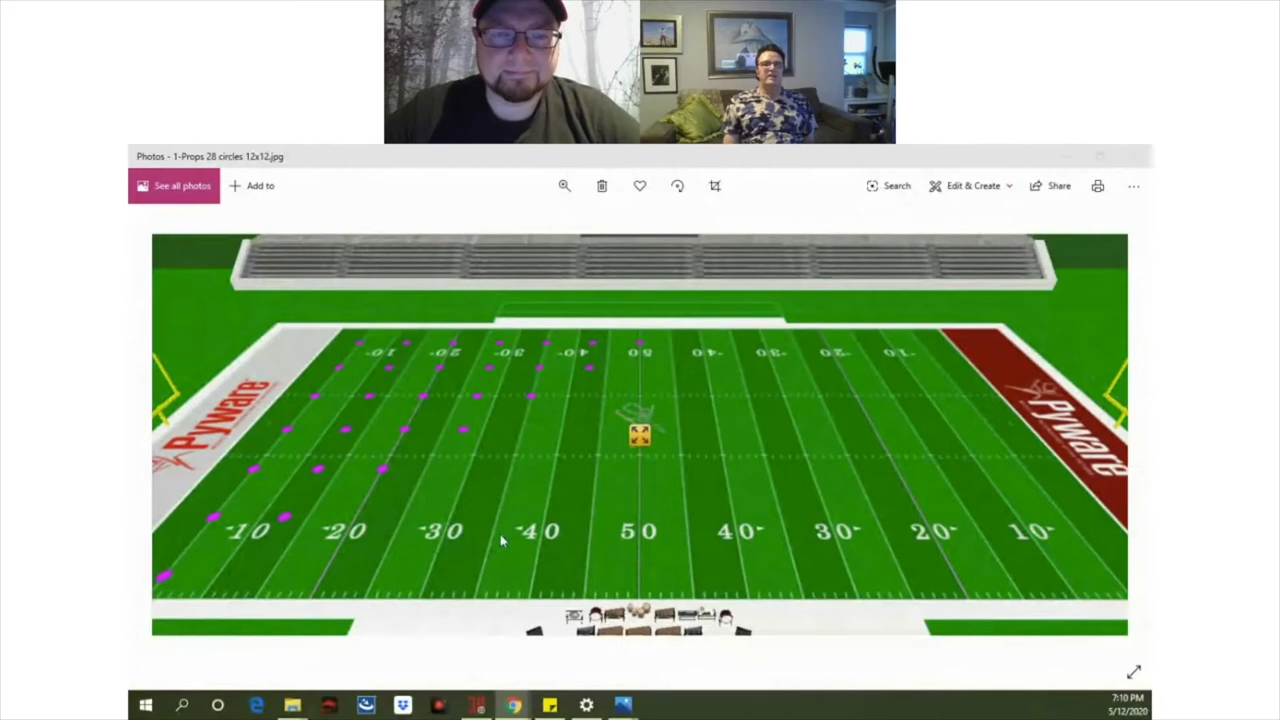 Photos - 1-Props 28 circles 12x12.jpg
See all photos
Add to
Search
Edit & Create
Share
-10 20 30 40 50 40- 30- 20- 10-
Pyware
Pyware
-10 -20 -30 -40 50 40- 30- 20- 10-
7:10 PM
5/12/2020